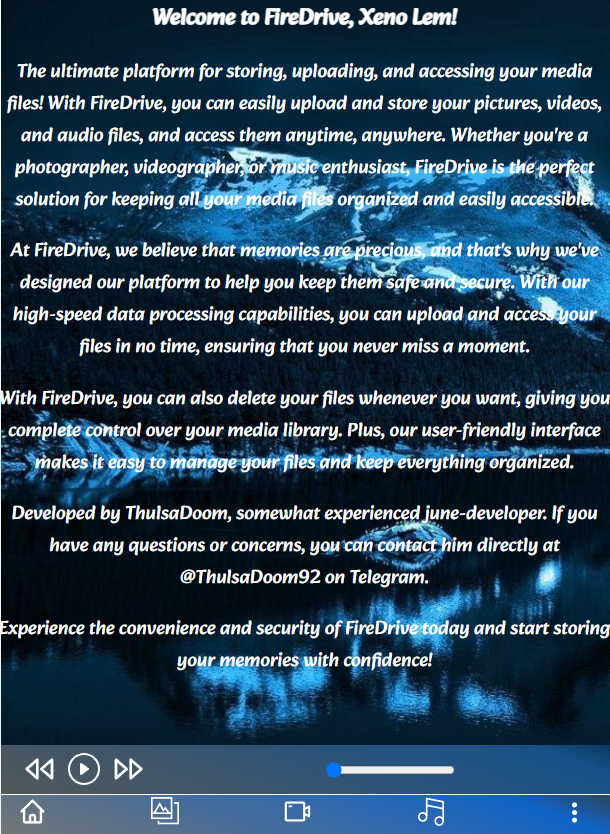 Welcome to FireDrive, Xeno Lem!
The ultimate platform for storing, uploading, and accessing your media
files! With FireDrive, you can easily upload and store your pictures, videos,
and audio files, and access them anytime, anywhere. Whether you're a
photographer, videographer, or music enthusiast, FireDrive is the perfect
solution for keeping all your media files organized and easily accessible.
At FireDrive, we believe that memories are precious, and that's why we've
designed our platform to help you keep them safe and secure. With our
high-speed data processing capabilities, you can upload and access your
files in no time, ensuring that you never miss a moment.
With FireDrive, you can also delete your files whenever you want, giving you
complete control over your media library. Plus, our user-friendly interface
makes it easy to manage your files and keep everything organized.
Developed by ThulsaDoom, somewhat experienced june-developer. If you
have any questions or concerns, you can contact him directly at
@ThulsaDoom92 on Telegram.
Experience the convenience and security of FireDrive today and start storing
your memories with confidence!